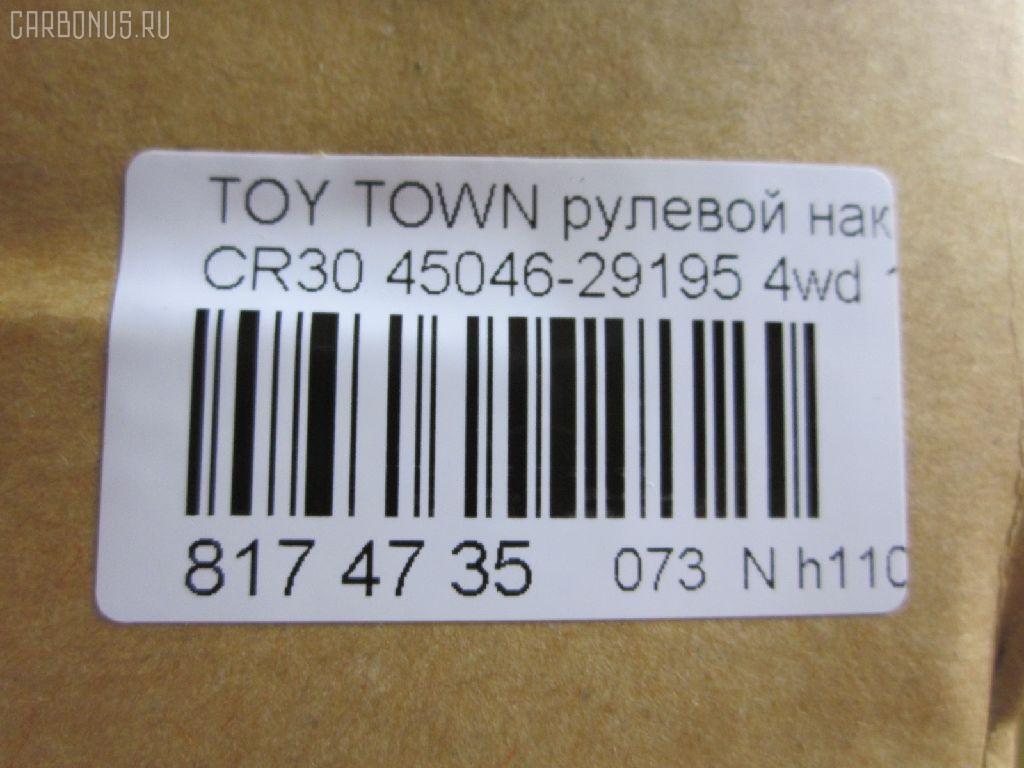 CARBONUS.RU
TOY TOWN рулевой нак
CR30 45046-29195 4wd
817 47 35 073 N h110